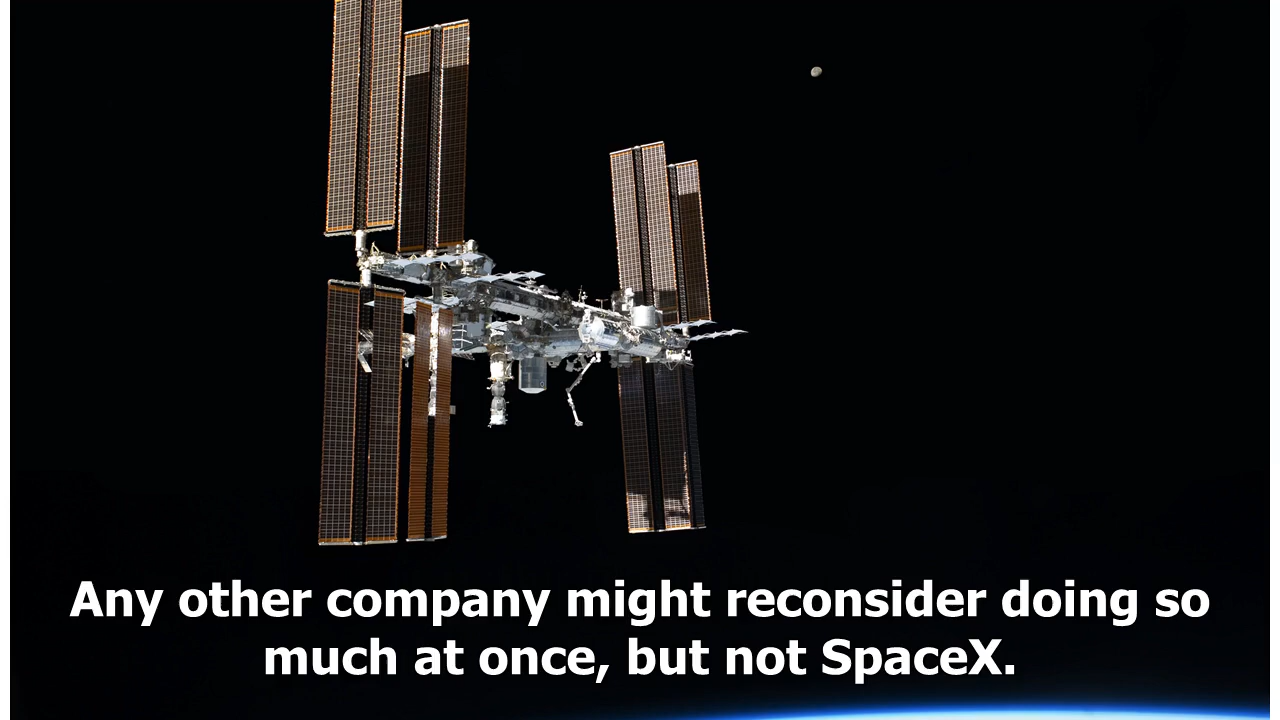 Any other company might reconsider doing so
much at once, but not SpaceX.